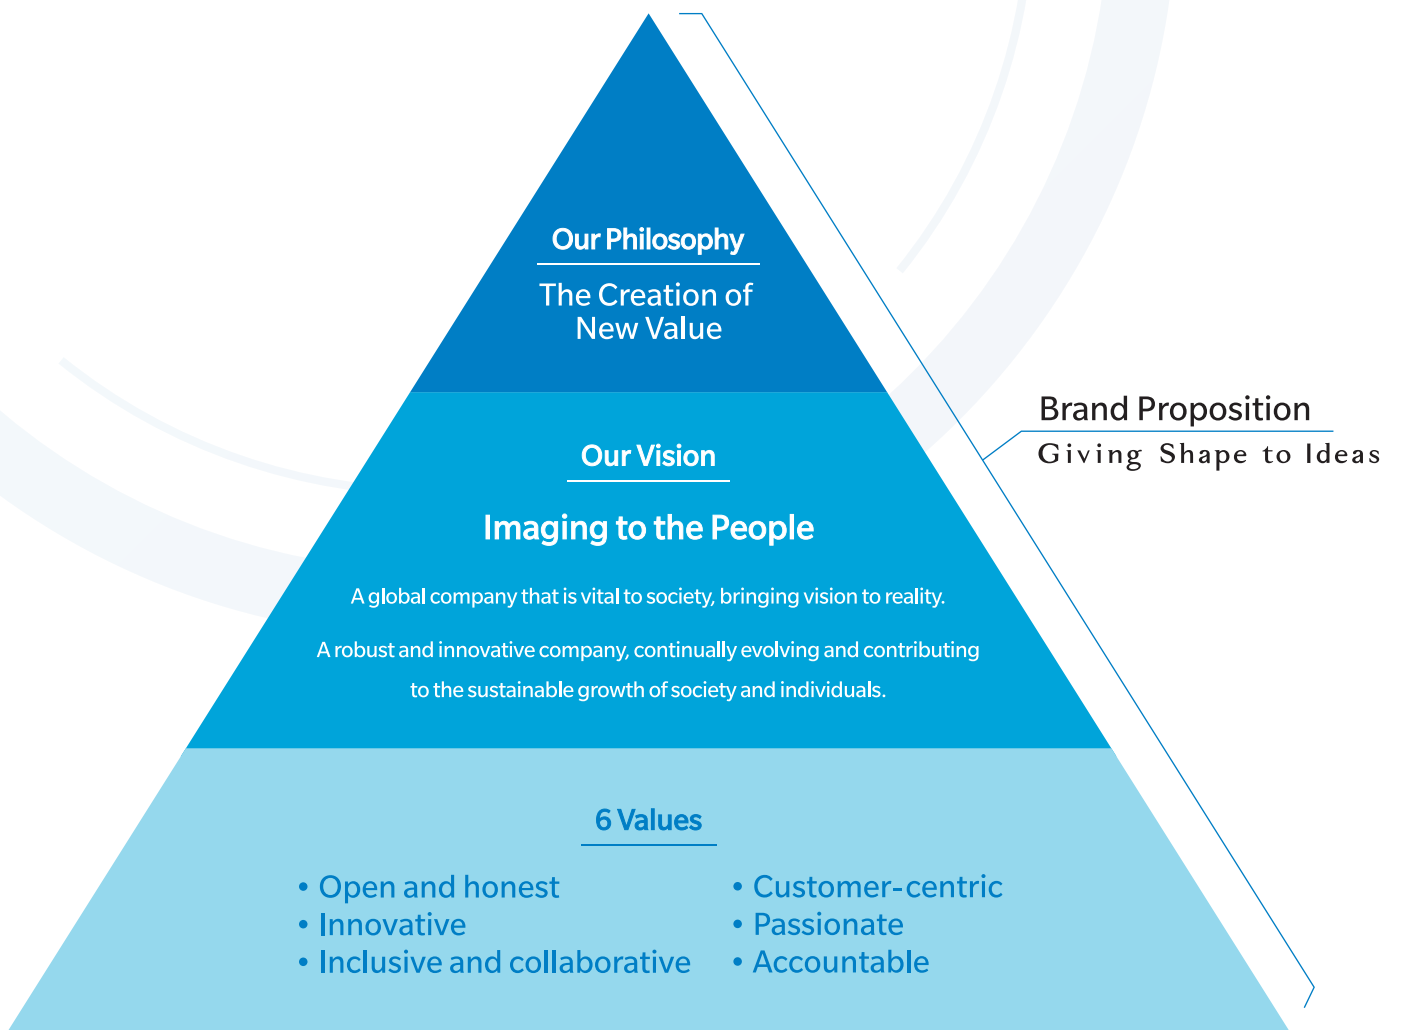 Our Philosophy
The Creation of
New Value
Our Vision
Imaging to the People
A global company that is vital to society, bringing vision to reality.
A robust and innovative company, continually evolving and contributing
to the sustainable growth of society and individuals.
6 Values
• Open and honest
• Innovative
• Inclusive and collaborative
• Customer-centric
• Passionate
• Accountable
Brand Proposition
Giving Shape to Ideas